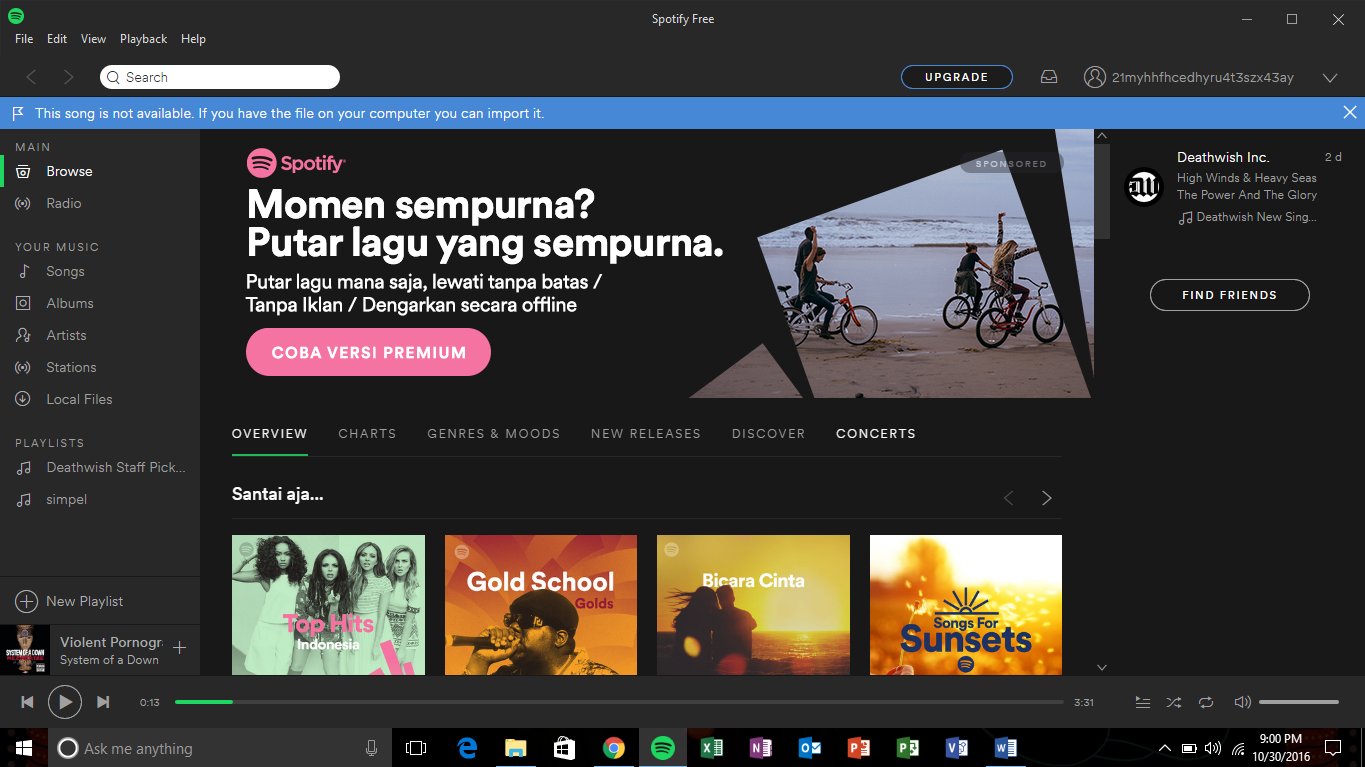 Spotify Free
File Edit View Playback Help
Search
UPGRADE
21myhhfhcedhyru4t3szx43ay
This song is not available. If you have the file on your computer you can import it.
MAIN
Browse
Radio
YOUR MUSIC
Songs
Albums
Artists
Stations
Local Files
PLAYLISTS
Deathwish Staff Pick...
simpel
New Playlist
Violent Pornogra
System of a Down
Spotify
SPONSORED
Momen sempurna?
Putar lagu yang sempurna.
Putar lagu mana saja, lewati tanpa batas /
Tanpa Iklan / Dengarkan secara offline
COBA VERSI PREMIUM
OVERVIEW CHARTS GENRES & MOODS NEW RELEASES DISCOVER CONCERTS
Santai aja...
Top Hits
Indonesia
Gold School
Golds
Bicara Cinta
Songs For
Sunsets
Deathwish Inc. 2 d
High Winds & Heavy Seas
The Power And The Glory
Deathwish New Sing...
FIND FRIENDS
0:13 3:31
Ask me anything
9:00 PM
10/30/2016